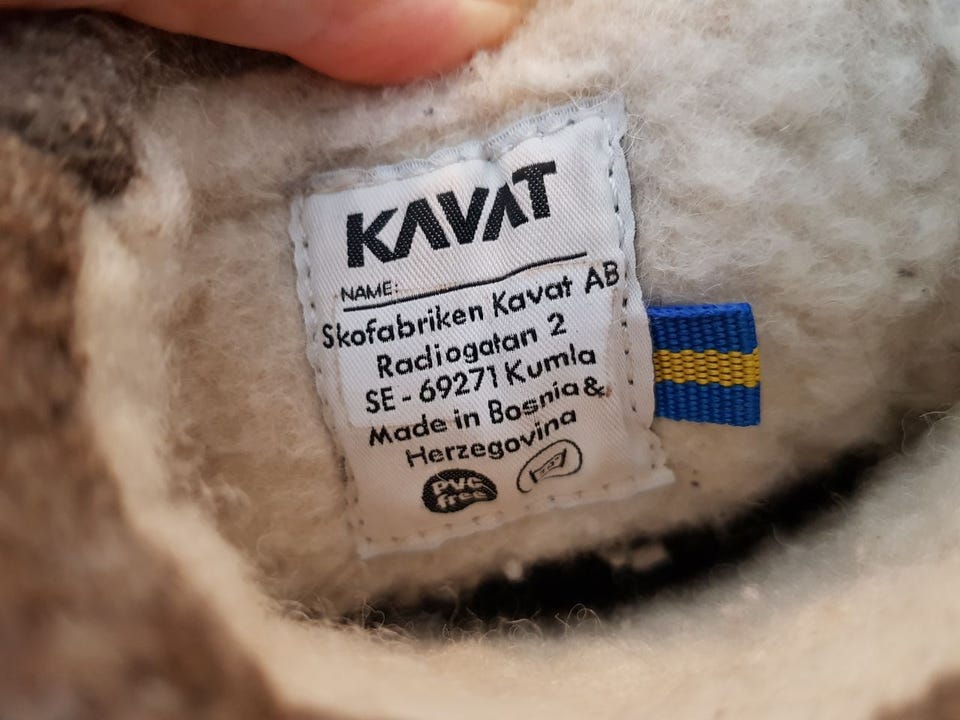 KAVAT
NAME:
Skofabriken Kavat AB
Radiogatan 2
SE - 69271 Kumla
Made in Bosnia &
Herzegovina
PVC
free